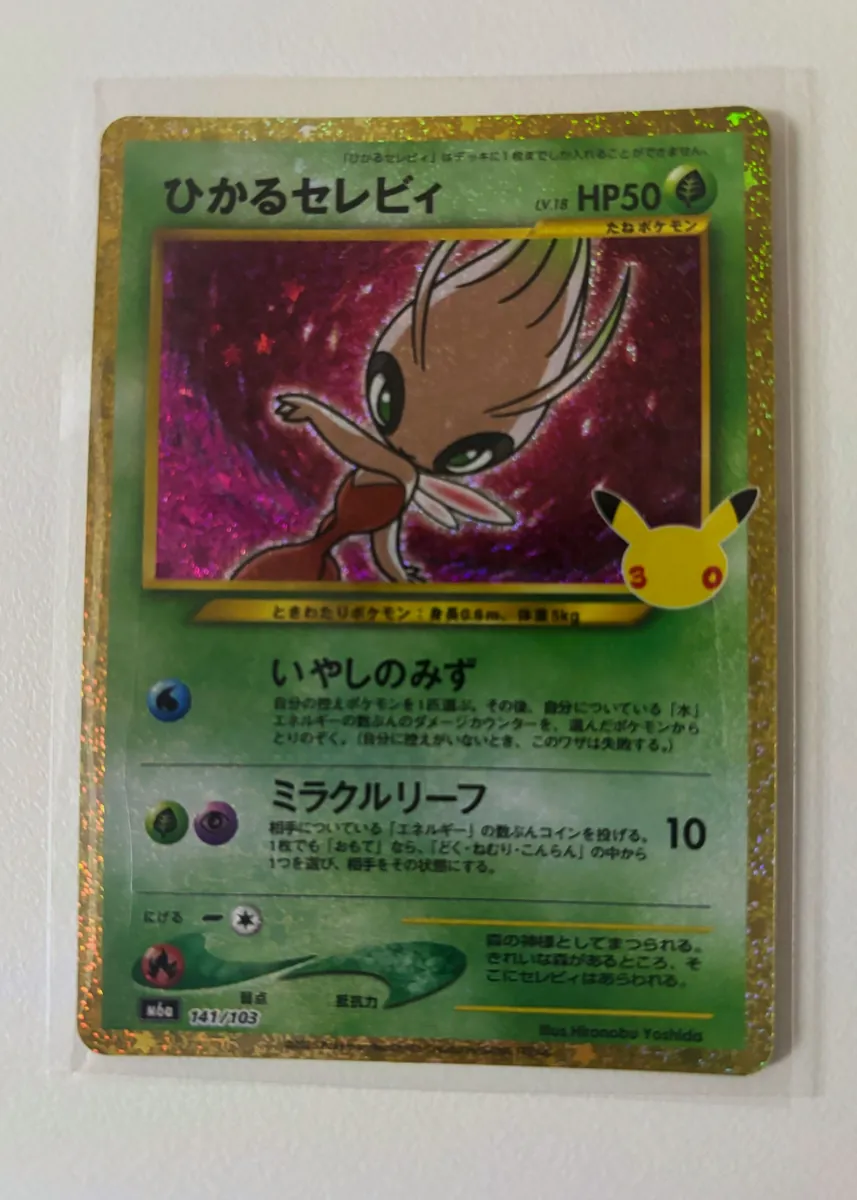 「ひかるセレビィ」はデッキに1枚までしか入れることができません。
ひかるセレビィ LV.18 HP50
たねポケモン
30
ときわたりポケモン：身長0.6m、体重5kg
いやしのみず
自分の控えポケモンを1匹選ぶ。その後、自分についている「水」
エネルギーの数ぶんのダメージカウンターを、選んだポケモンから
とりのぞく。（自分に控えがいないとき、このワザは失敗する。）
ミラクルリーフ
相手についている「エネルギー」の数ぶんコインを投げる。
1枚でも「おもて」なら、「どく・ねむり・こんらん」の中から
1つを選び、相手をその状態にする。
10
にげる
弱点
抵抗力
森の神様としてまつられる。
きれいな森があるところ、そ
こにセレビィはあらわれる。
M6a 141/103
Illus.Hironobu Yoshida